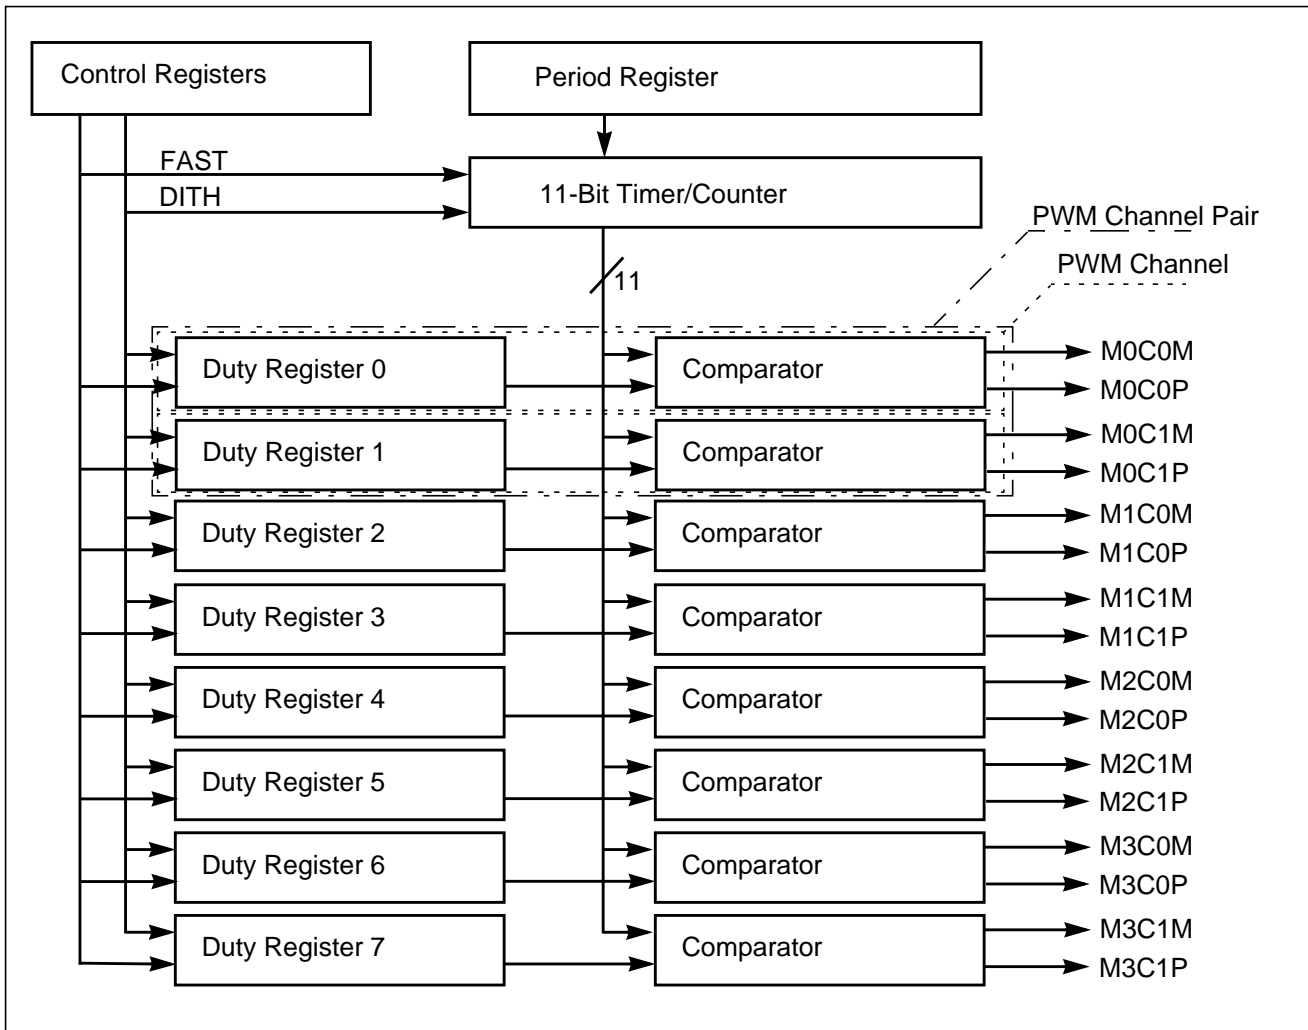 Control Registers
Period Register
FAST
DITH
11-Bit Timer/Counter
PWM Channel Pair
PWM Channel
11
Duty Register 0
Comparator
M0C0M
M0C0P
Duty Register 1
Comparator
M0C1M
M0C1P
Duty Register 2
Comparator
M1C0M
M1C0P
Duty Register 3
Comparator
M1C1M
M1C1P
Duty Register 4
Comparator
M2C0M
M2C0P
Duty Register 5
Comparator
M2C1M
M2C1P
Duty Register 6
Comparator
M3C0M
M3C0P
Duty Register 7
Comparator
M3C1M
M3C1P